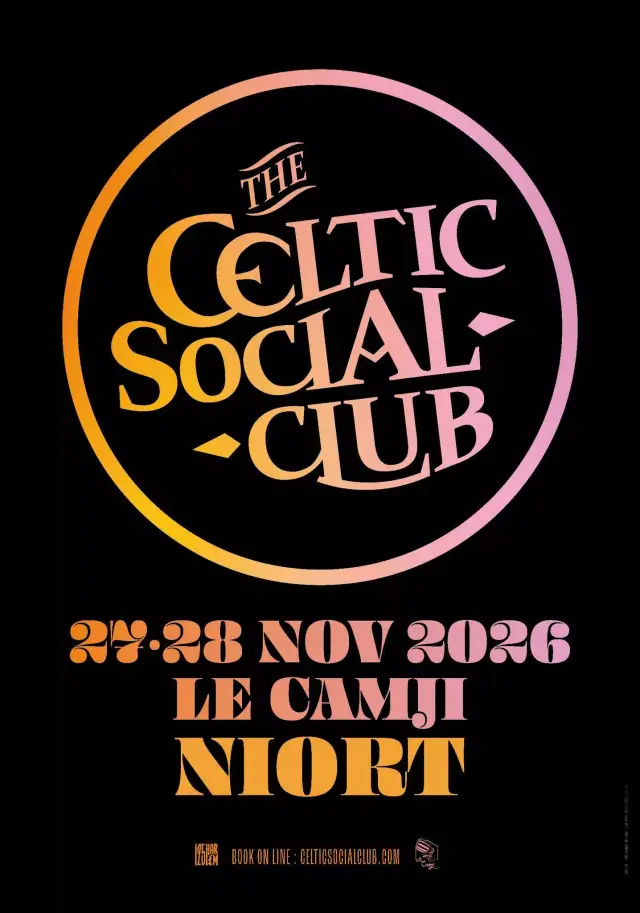 THE
CELTIC
SOCIAL
CLUB
27·28 NOV 2026
LE CAMJI
NIORT
BOOK ON LINE : CELTICSOCIALCLUB.COM